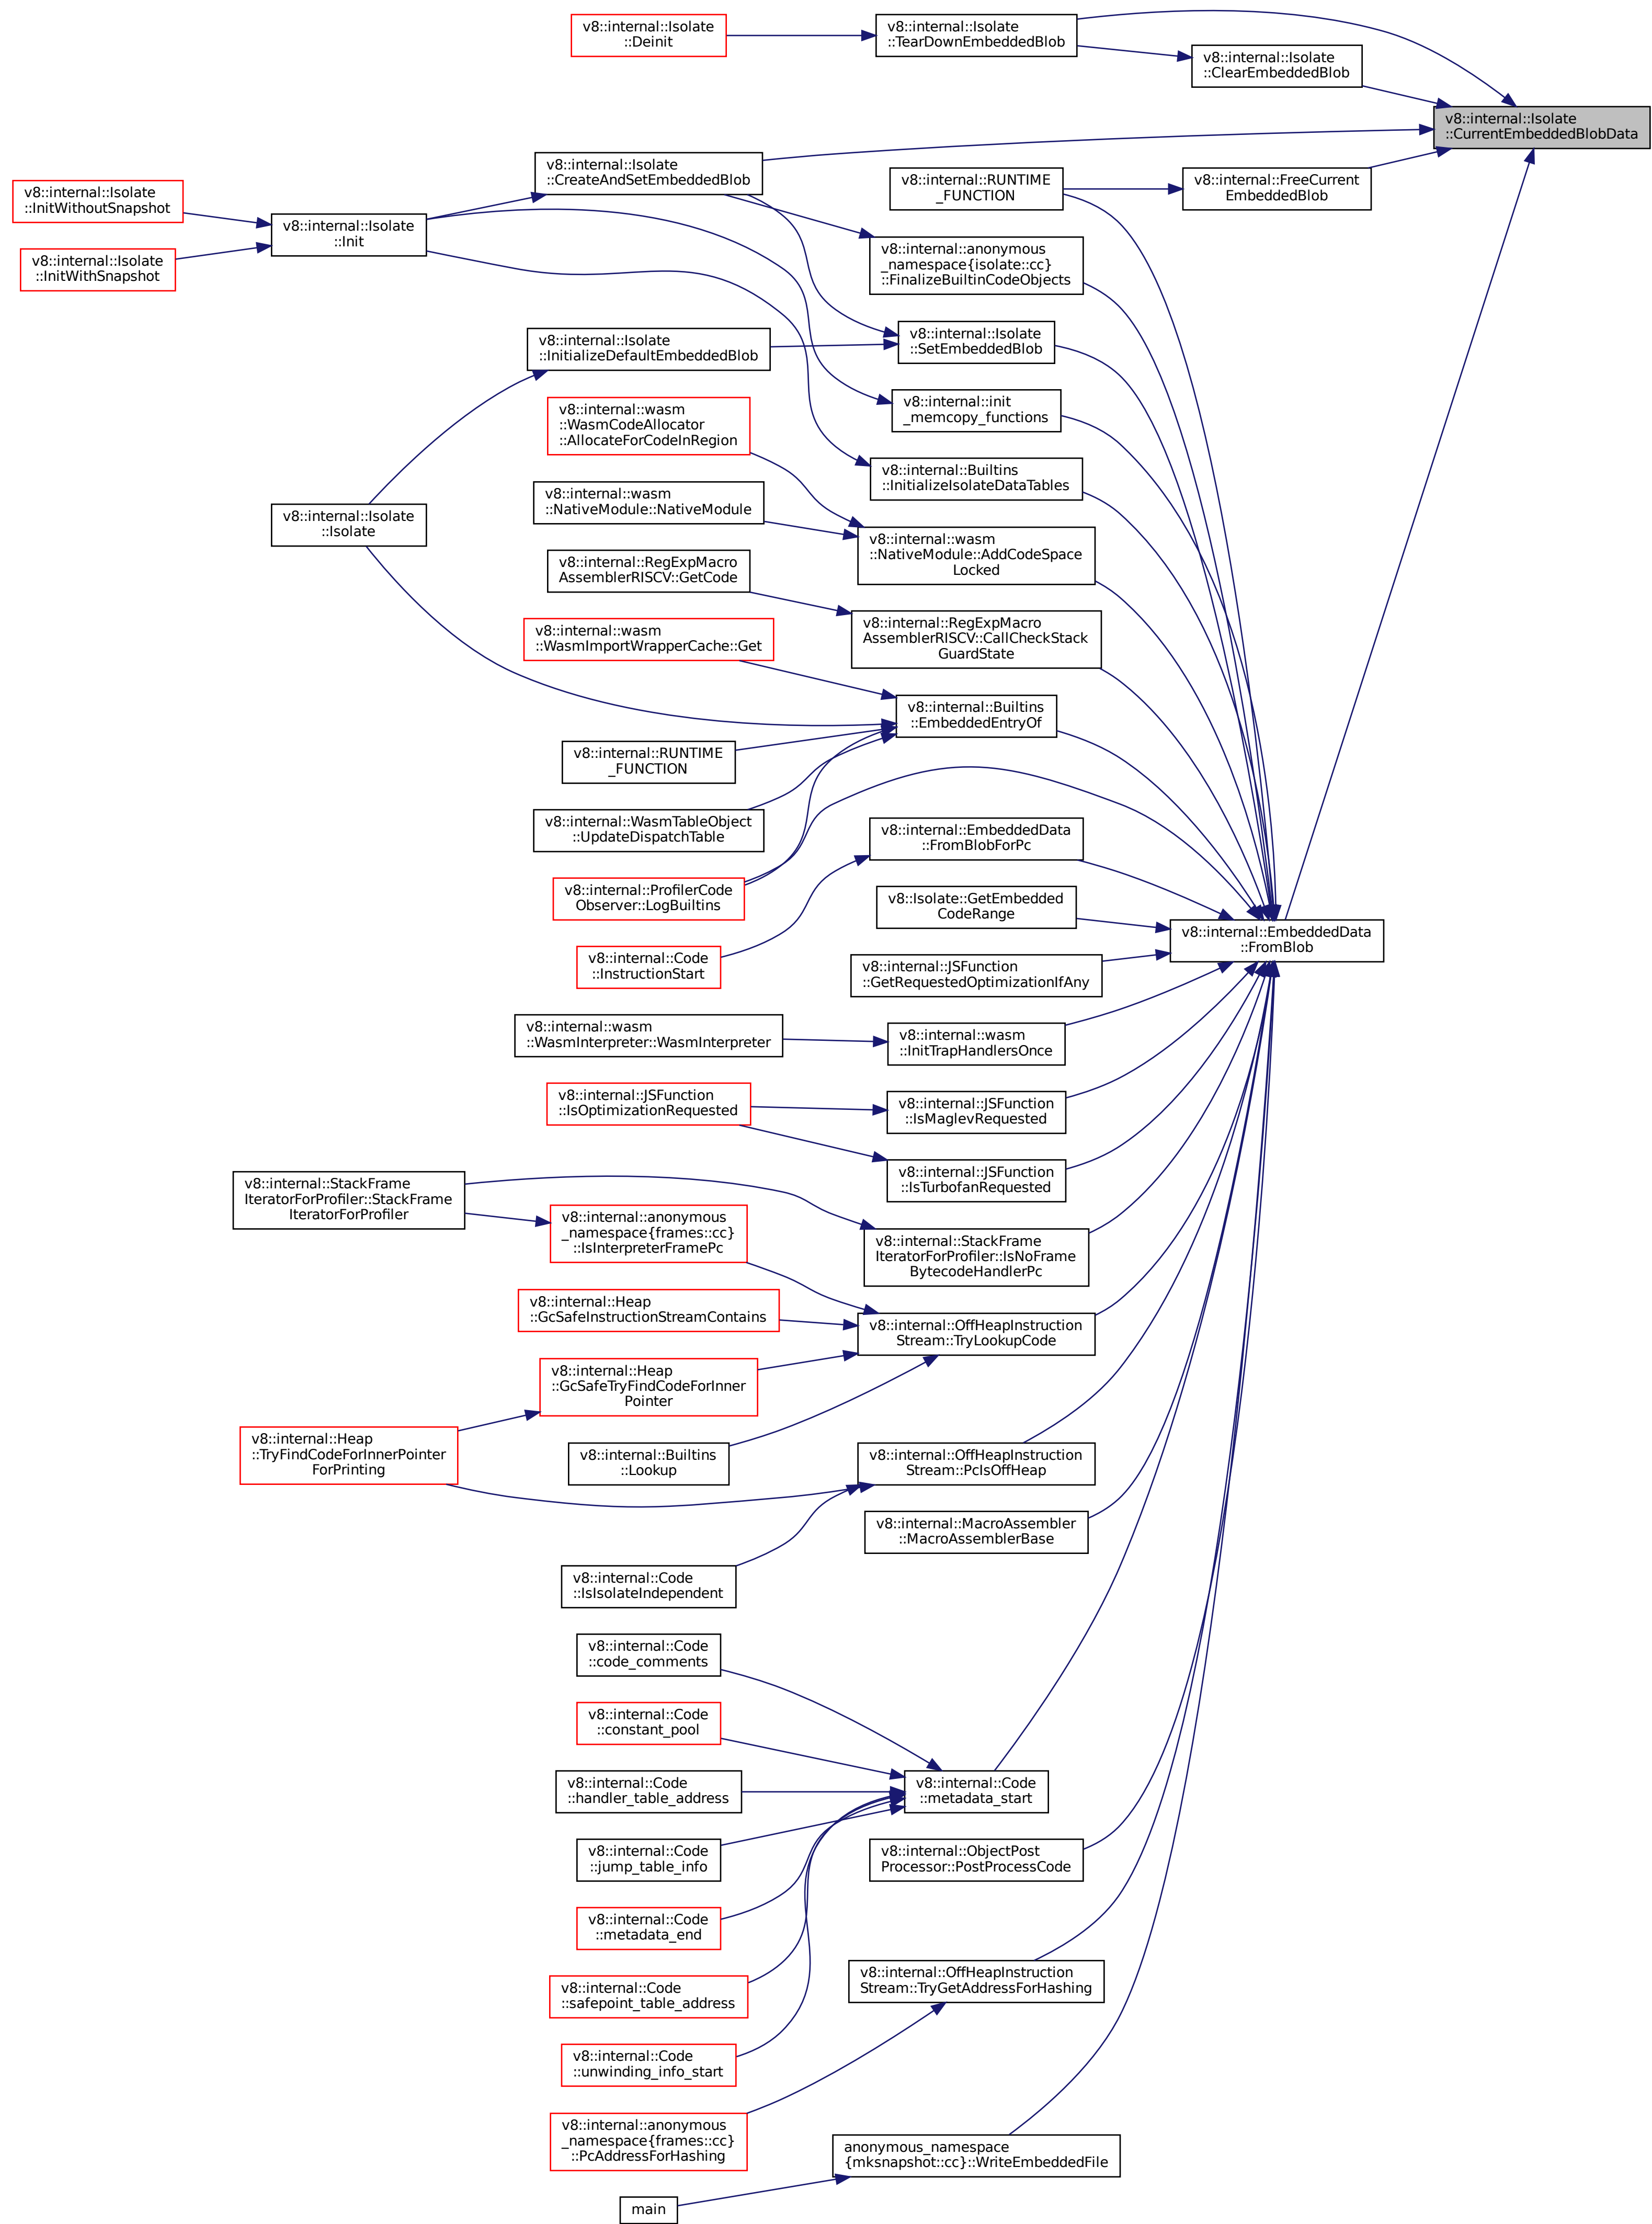 v8::internal::Isolate
::Deinit
v8::internal::Isolate
::TearDownEmbeddedBlob
v8::internal::Isolate
::ClearEmbeddedBlob
v8::internal::Isolate
::CurrentEmbeddedBlobData
v8::internal::Isolate
::CreateAndSetEmbeddedBlob
v8::internal::RUNTIME
_FUNCTION
v8::internal::FreeCurrent
EmbeddedBlob
v8::internal::Isolate
::InitWithoutSnapshot
v8::internal::Isolate
::Init
v8::internal::Isolate
::InitWithSnapshot
v8::internal::anonymous
_namespace{isolate::cc}
::FinalizeBuiltinCodeObjects
v8::internal::Isolate
::SetEmbeddedBlob
v8::internal::Isolate
::InitializeDefaultEmbeddedBlob
v8::internal::init
_memcopy_functions
v8::internal::wasm
::WasmCodeAllocator
::AllocateForCodeInRegion
v8::internal::Builtins
::InitializeIsolateDataTables
v8::internal::wasm
::NativeModule::NativeModule
v8::internal::Isolate
::Isolate
v8::internal::wasm
::NativeModule::AddCodeSpace
Locked
v8::internal::RegExpMacro
AssemblerRISCV::GetCode
v8::internal::RegExpMacro
AssemblerRISCV::CallCheckStack
GuardState
v8::internal::wasm
::WasmImportWrapperCache::Get
v8::internal::Builtins
::EmbeddedEntryOf
v8::internal::RUNTIME
_FUNCTION
v8::internal::WasmTableObject
::UpdateDispatchTable
v8::internal::EmbeddedData
::FromBlobForPc
v8::internal::ProfilerCode
Observer::LogBuiltins
v8::Isolate::GetEmbedded
CodeRange
v8::internal::EmbeddedData
::FromBlob
v8::internal::Code
::InstructionStart
v8::internal::JSFunction
::GetRequestedOptimizationIfAny
v8::internal::wasm
::WasmInterpreter::WasmInterpreter
v8::internal::wasm
::InitTrapHandlersOnce
v8::internal::JSFunction
::IsOptimizationRequested
v8::internal::JSFunction
::IsMaglevRequested
v8::internal::JSFunction
::IsTurbofanRequested
v8::internal::StackFrame
IteratorForProfiler::StackFrame
IteratorForProfiler
v8::internal::anonymous
_namespace{frames::cc}
::IsInterpreterFramePc
v8::internal::StackFrame
IteratorForProfiler::IsNoFrame
BytecodeHandlerPc
v8::internal::Heap
::GcSafeInstructionStreamContains
v8::internal::OffHeapInstruction
Stream::TryLookupCode
v8::internal::Heap
::GcSafeTryFindCodeForInner
Pointer
v8::internal::Heap
::TryFindCodeForInnerPointer
ForPrinting
v8::internal::Builtins
::Lookup
v8::internal::OffHeapInstruction
Stream::PcIsOffHeap
v8::internal::MacroAssembler
::MacroAssemblerBase
v8::internal::Code
::IsIsolateIndependent
v8::internal::Code
::code_comments
v8::internal::Code
::constant_pool
v8::internal::Code
::handler_table_address
v8::internal::Code
::metadata_start
v8::internal::Code
::jump_table_info
v8::internal::ObjectPost
Processor::PostProcessCode
v8::internal::Code
::metadata_end
v8::internal::Code
::safepoint_table_address
v8::internal::OffHeapInstruction
Stream::TryGetAddressForHashing
v8::internal::Code
::unwinding_info_start
v8::internal::anonymous
_namespace{frames::cc}
::PcAddressForHashing
anonymous_namespace
{mksnapshot::cc}::WriteEmbeddedFile
main